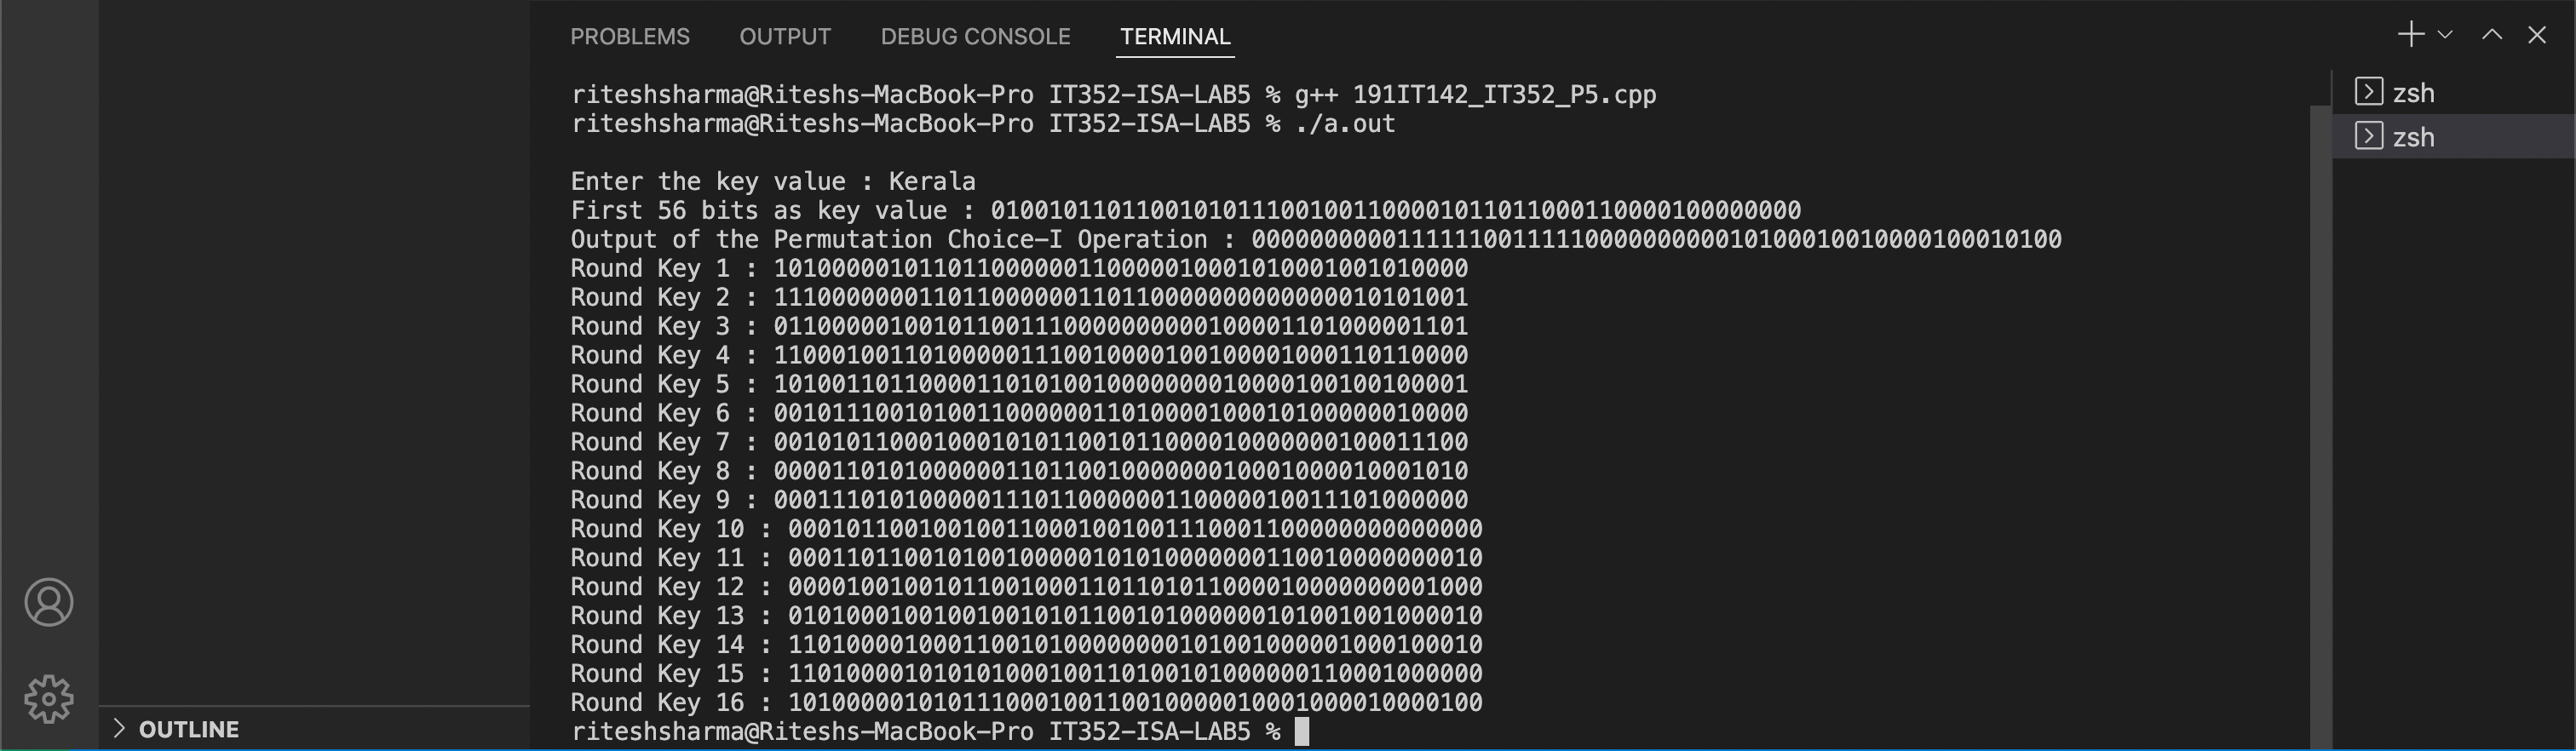 PROBLEMS OUTPUT DEBUG CONSOLE TERMINAL
riteshsharma@Riteshs-MacBook-Pro IT352-ISA-LAB5 % g++ 191IT142_IT352_P5.cpp
riteshsharma@Riteshs-MacBook-Pro IT352-ISA-LAB5 % ./a.out
Enter the key value : Kerala
First 56 bits as key value : 01001011011001010111001001100001011011000110000100000000
Output of the Permutation Choice-I Operation : 00000000001111110011111000000000010100010010000100010100
Round Key 1 : 101000001011011000000110000010001010001001010000
Round Key 2 : 111000000011011000000110110000000000000010101001
Round Key 3 : 011000001001011001110000000000100001101000001101
Round Key 4 : 110001001101000001110010000100100001000110110000
Round Key 5 : 101001101100001101010010000000010000100100100001
Round Key 6 : 001011100101001100000011010000100010100000010000
Round Key 7 : 001010110001000101011001011000010000000100011100
Round Key 8 : 000011010100000011011001000000010001000010001010
Round Key 9 : 000111010100000111011000000110000010011101000000
Round Key 10 : 000101100100100110001001001110001100000000000000
Round Key 11 : 000110110010100100000101010000000110010000000010
Round Key 12 : 000010010010110010001101101011000010000000001000
Round Key 13 : 010100010010010010101100101000000101001001000010
Round Key 14 : 110100001000110010100000000101001000001000100010
Round Key 15 : 110100001010101000100110100101000000110001000000
Round Key 16 : 101000001010111000100110010000010001000010000100
riteshsharma@Riteshs-MacBook-Pro IT352-ISA-LAB5 %
zsh
zsh
OUTLINE